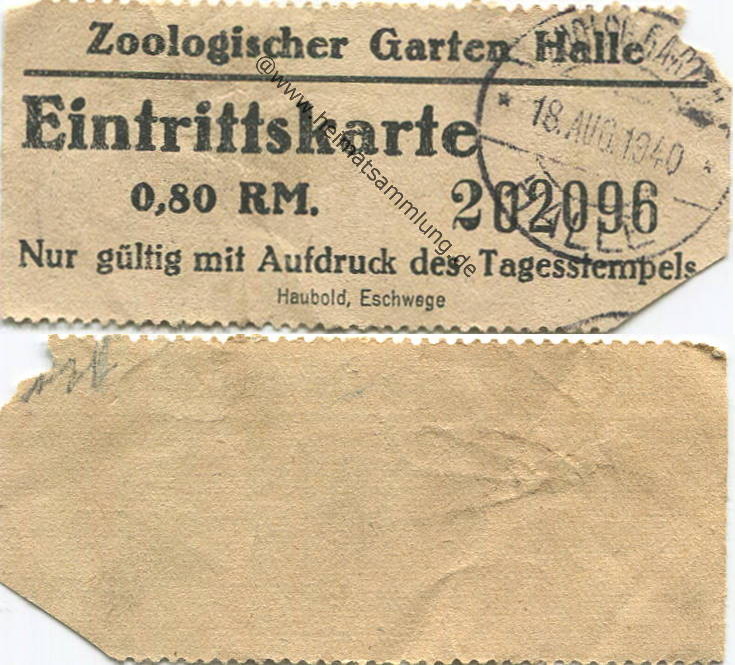 Zoologischer Garten Halle
Eintrittskarte
0,80 RM.
202096
Nur gültig mit Aufdruck des Tagesstempels
Haubold, Eschwege
18. AUG. 1940
HALLE
@www.heimatsammlung.de